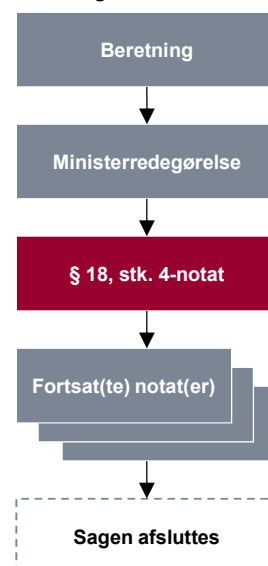 Beretning
Ministerredegørelse
§ 18, stk. 4-notat
Fortsat(te) notat(er)
Sagen afsluttes